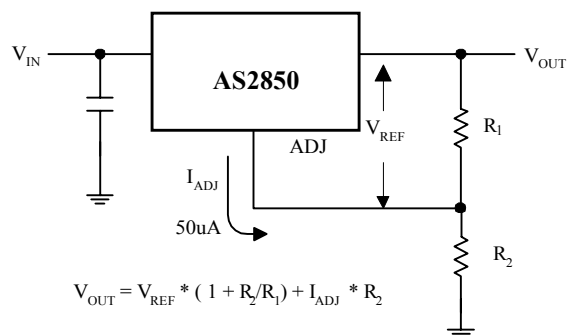 V_IN
AS2850
V_OUT
ADJ
V_REF
R_1
I_ADJ
50uA
R_2
V_OUT = V_REF * ( 1 + R_2/R_1) + I_ADJ * R_2